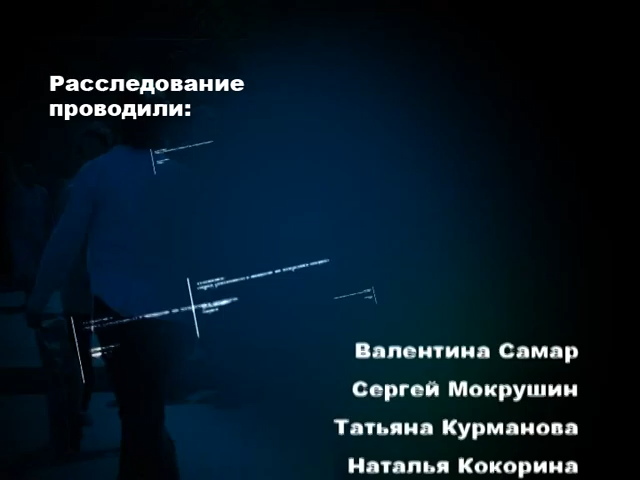 Расследование
проводили:
Валентина Самар
Сергей Мокрушин
Татьяна Курманова
Наталья Кокорина